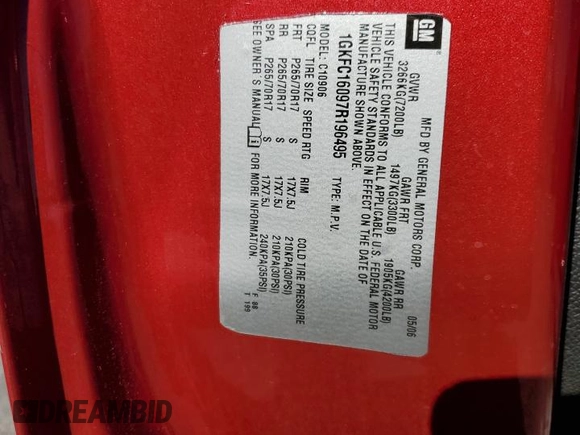 GM
MFD BY GENERAL MOTORS CORP. 05/06
GVWR GAWR FRT GAWR RR
3266KG(7200LB) 1497KG(3300LB) 1905KG(4200LB)
THIS VEHICLE CONFORMS TO ALL APPLICABLE U.S. FEDERAL MOTOR
VEHICLE SAFETY STANDARDS IN EFFECT ON THE DATE OF
MANUFACTURE SHOWN ABOVE.
1GKFC16097R196495 TYPE: M.P.V.
MODEL: C10906
CQFL TIRE SIZE SPEED RTG RIM COLD TIRE PRESSURE
FRT P265/70R17 S 17X7.5J 210KPA(30PSI)
RR P265/70R17 S 17X7.5J 210KPA(30PSI)
SPA P265/70R17 S 17X7.5J 240KPA(35PSI)
SEE OWNER'S MANUAL FOR MORE INFORMATION. F 86
T 199
DREAMBID